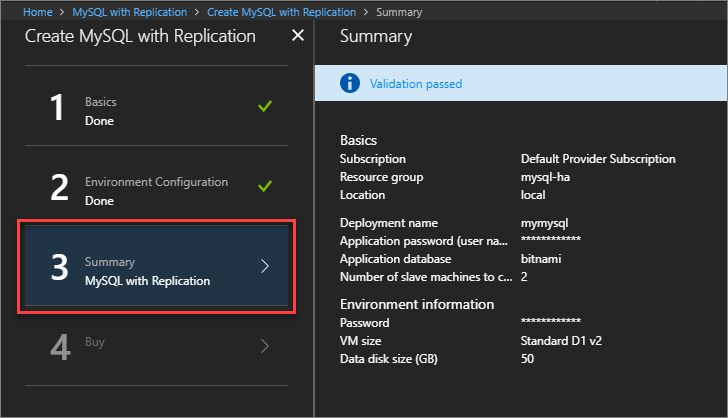 Home > MySQL with Replication > Create MySQL with Replication > Summary
Create MySQL with Replication
1
Basics
Done
2
Environment Configuration
Done
3
Summary
MySQL with Replication
4
Buy
Summary
Validation passed
Basics
Subscription Default Provider Subscription
Resource group mysql-ha
Location local
Deployment name mymysql
Application password (user na... ************
Application database bitnami
Number of slave machines to c... 2
Environment information
Password ************
VM size Standard D1 v2
Data disk size (GB) 50